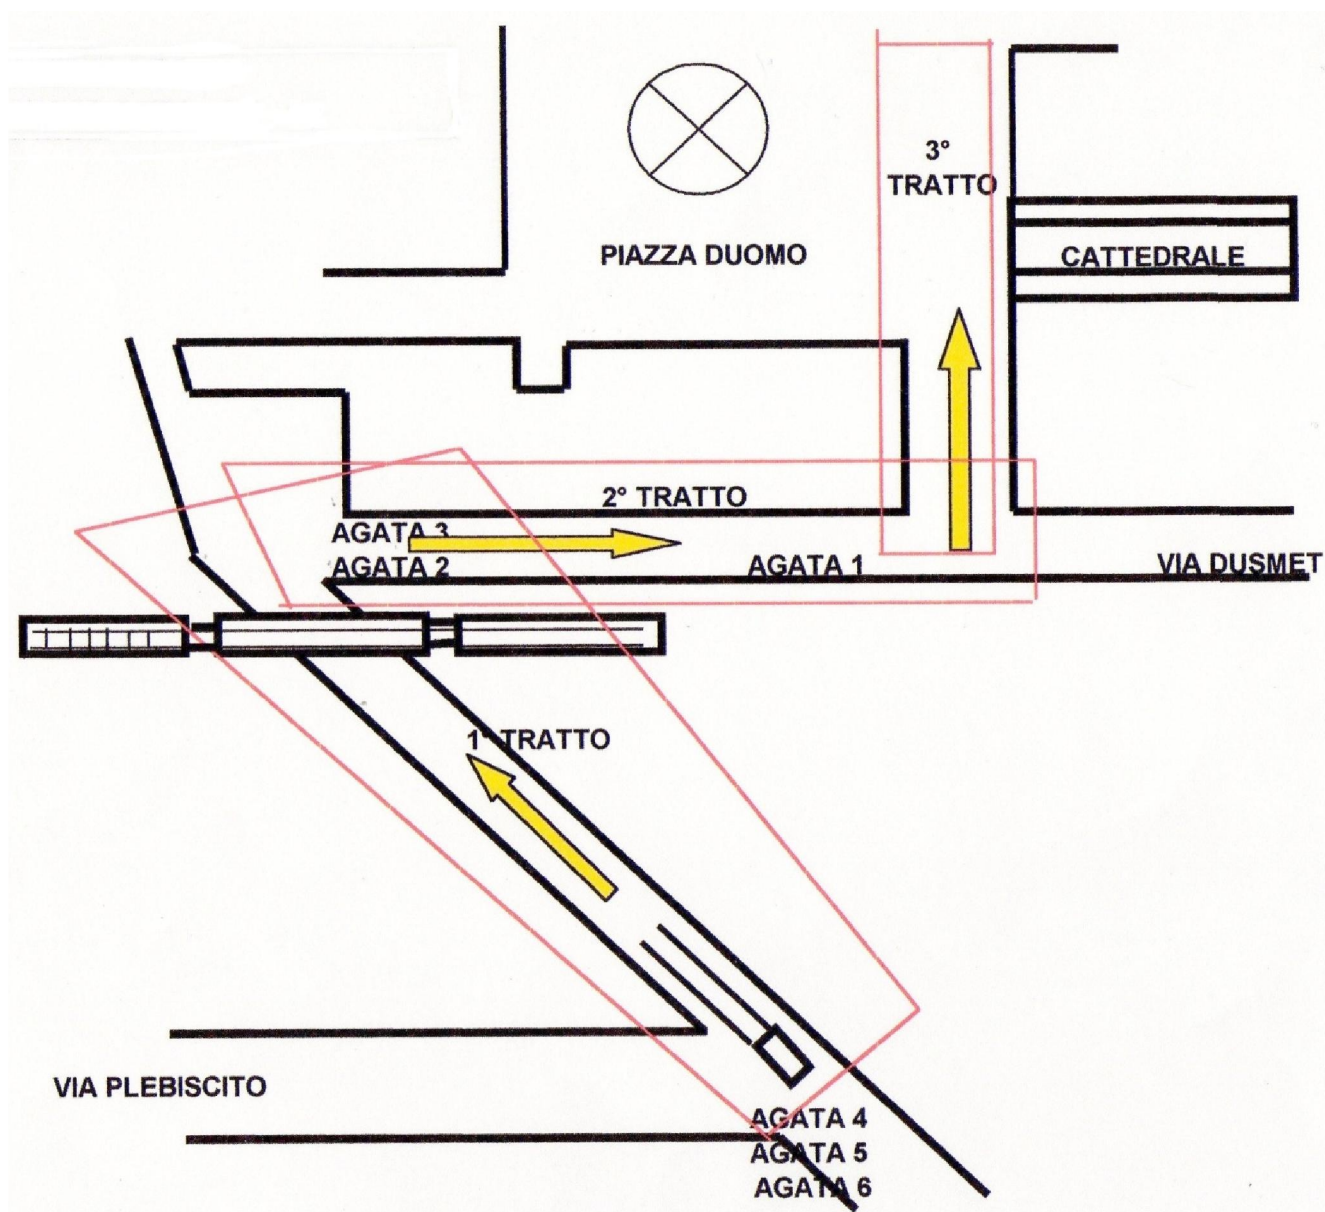 3°
TRATTO
PIAZZA DUOMO
CATTEDRALE
2° TRATTO
AGATA 3
AGATA 2
AGATA 1
VIA DUSMET
1° TRATTO
VIA PLEBISCITO
AGATA 4
AGATA 5
AGATA 6